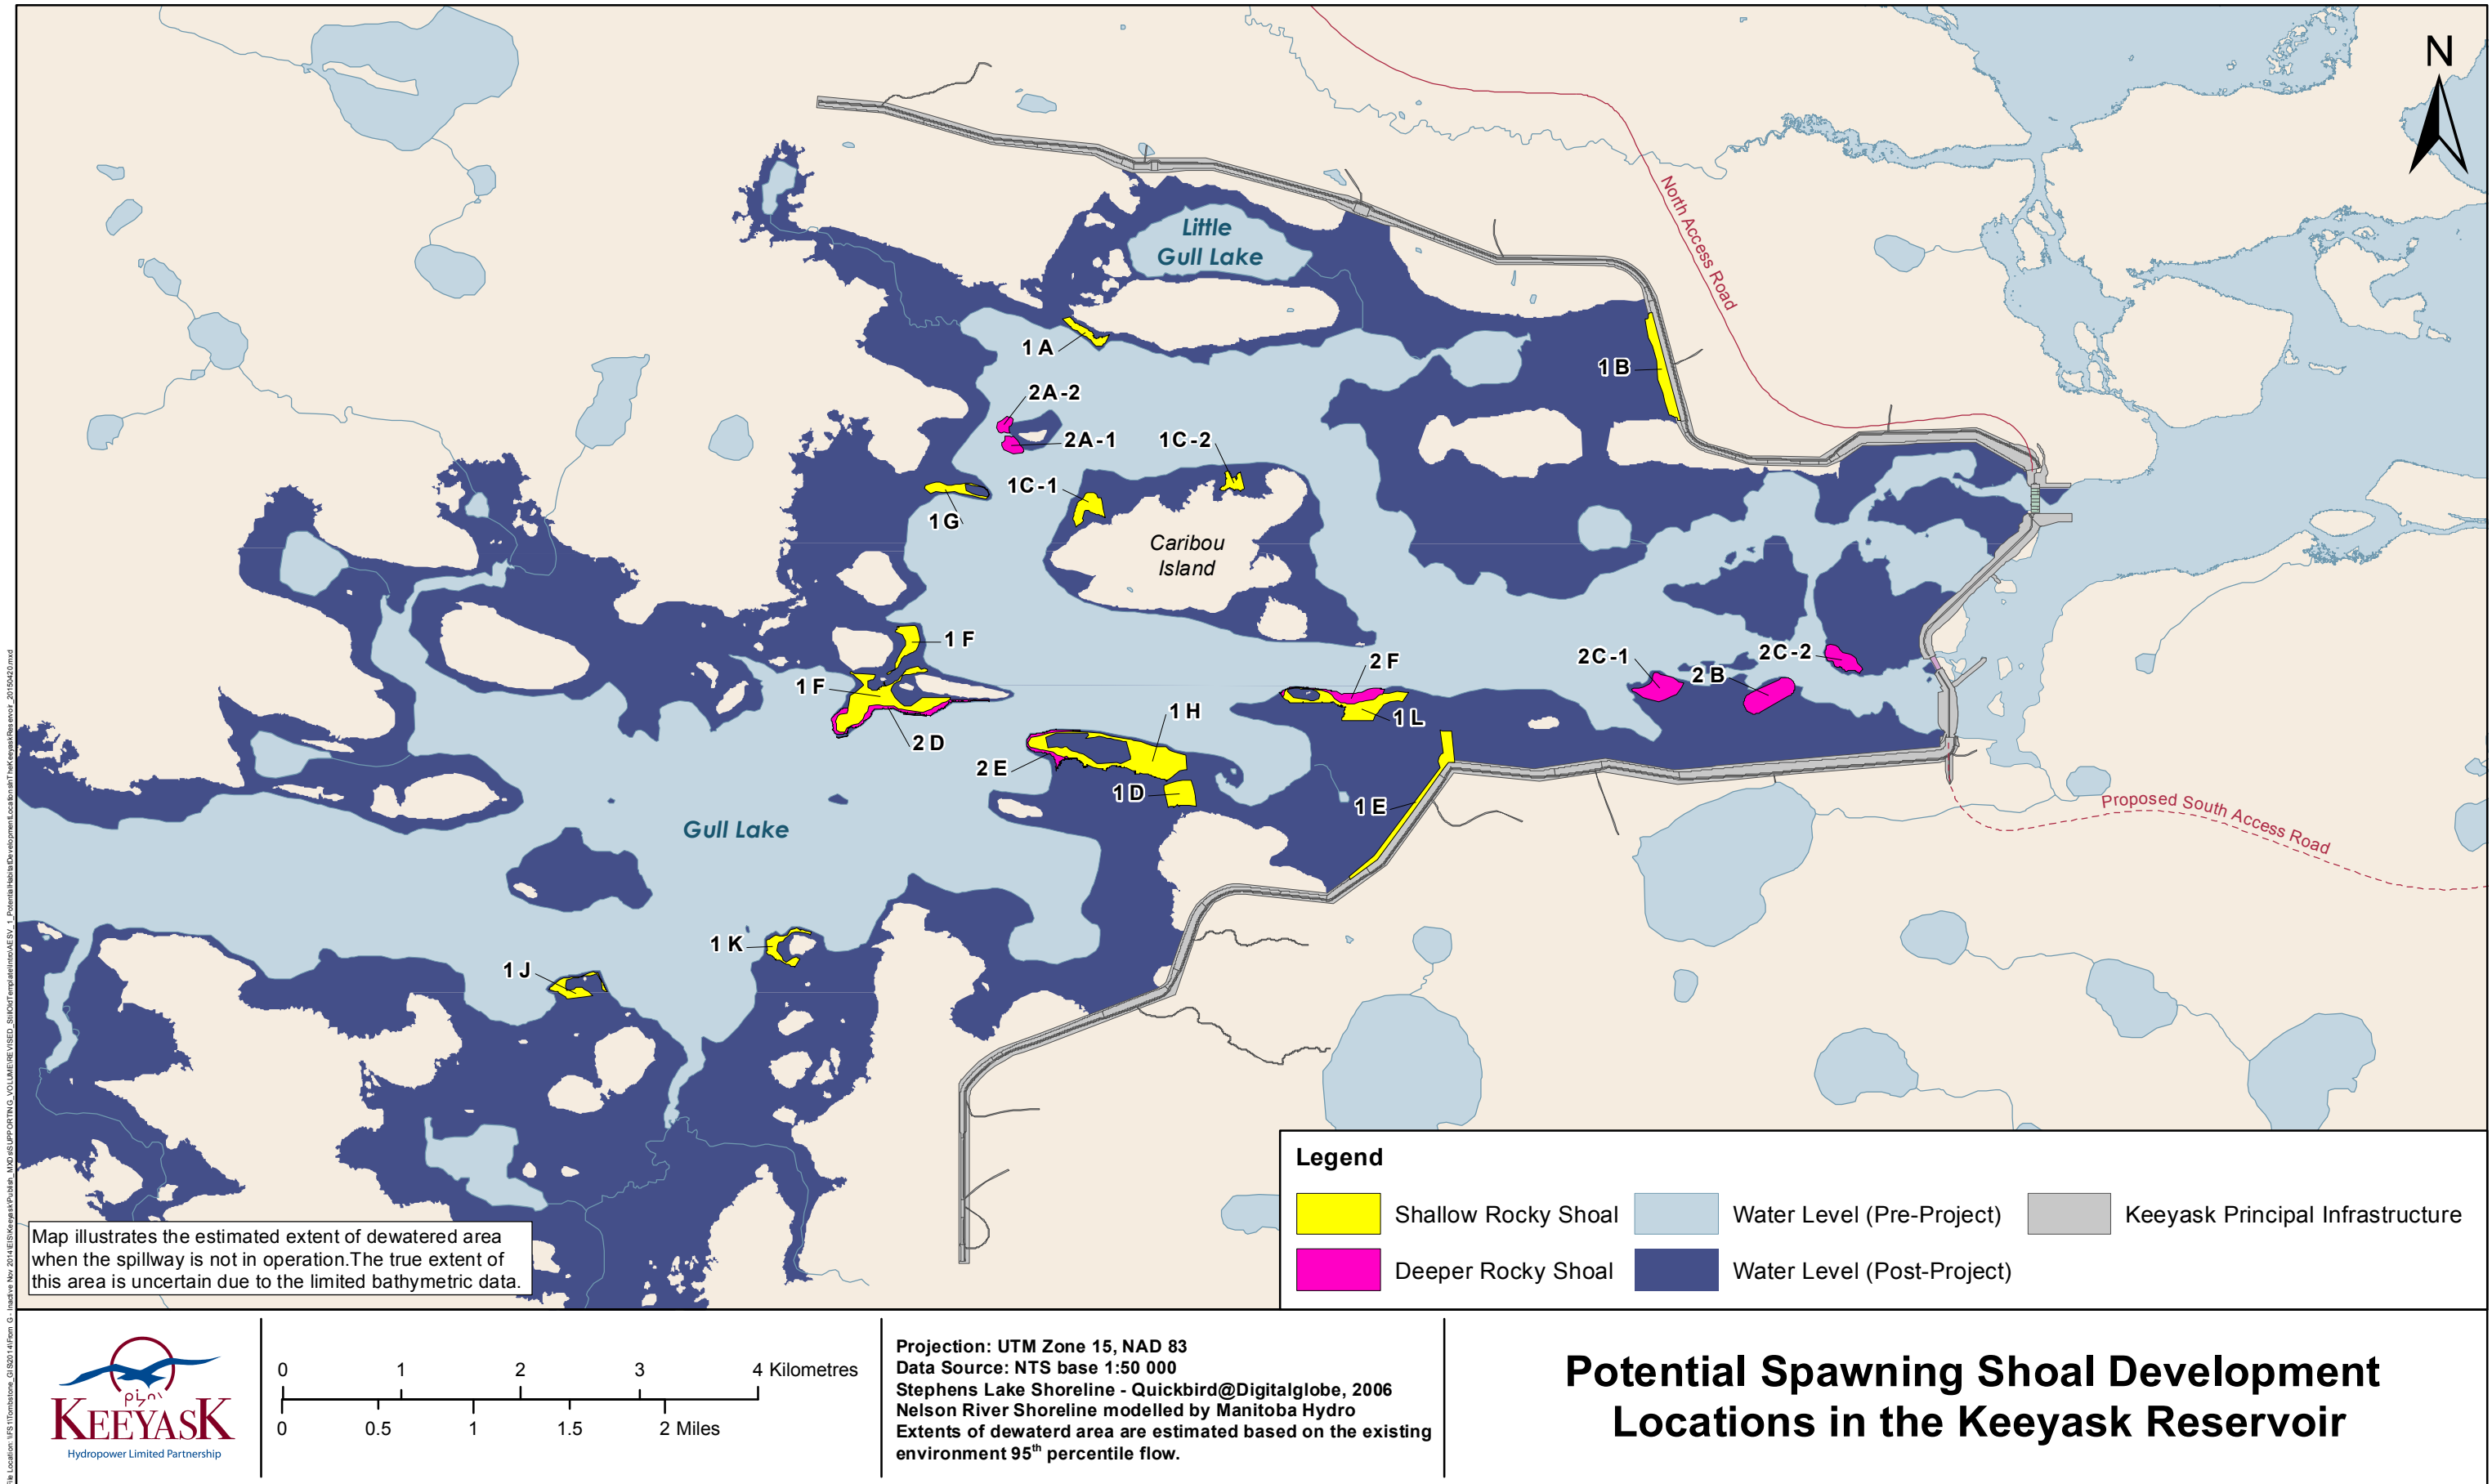 N
North Access Road
Little
Gull Lake
1 A
1 B
2A-2
2A-1
1C-2
1C-1
1G
Caribou
Island
1 F
2 F
2C-1
2C-2
2 B
1 F
1 H
1 L
2 D
2 E
1 D
1 E
Gull Lake
Proposed South Access Road
1 K
1 J
Legend
Shallow Rocky Shoal
Water Level (Pre-Project)
Keeyask Principal Infrastructure
Deeper Rocky Shoal
Water Level (Post-Project)
Map illustrates the estimated extent of dewatered area
when the spillway is not in operation.The true extent of
this area is uncertain due to the limited bathymetric data.
KEEYASK
Hydropower Limited Partnership
0 1 2 3 4 Kilometres
0 0.5 1 1.5 2 Miles
Projection: UTM Zone 15, NAD 83
Data Source: NTS base 1:50 000
Stephens Lake Shoreline - Quickbird@Digitalglobe, 2006
Nelson River Shoreline modelled by Manitoba Hydro
Extents of dewaterd area are estimated based on the existing
environment 95th percentile flow.
Potential Spawning Shoal Development
Locations in the Keeyask Reservoir